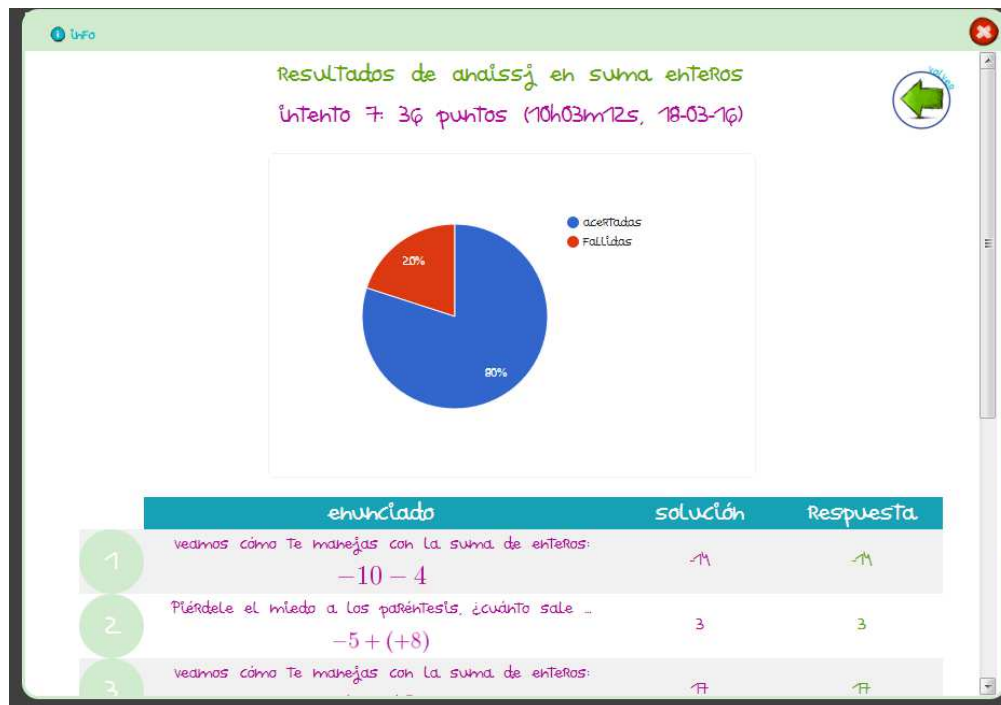 info
volver
Resultados de anaissj en suma enteros
intento 7: 36 puntos (10h03m12s, 18-03-16)
acertadas
Fallidas
20%
80%
enunciado solución Respuesta
1 veamos cómo Te manejas con la suma de enteros: -14 -14
−10 − 4
2 Piérdele el miedo a los paréntesis, ¿cuánto sale ... 3 3
−5 + (+8)
3 veamos cómo Te manejas con la suma de enteros: 17 17